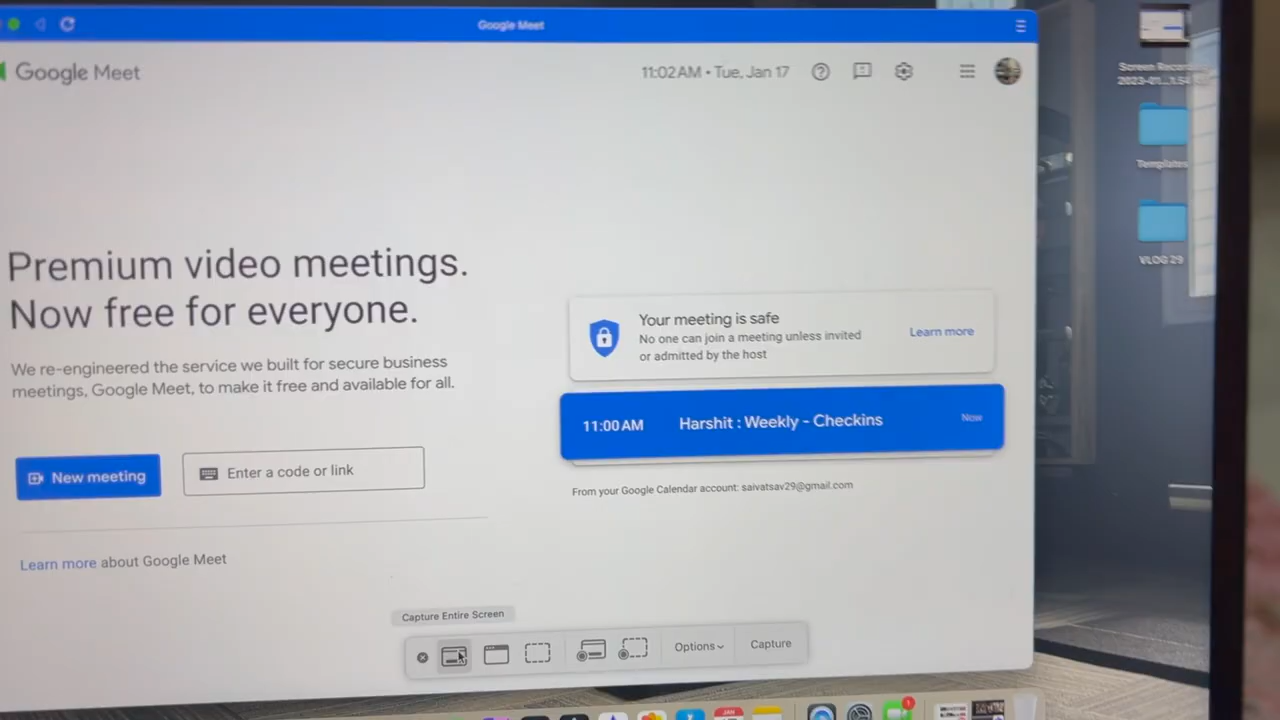 Google Meet
Google Meet
11:02 AM • Tue, Jan 17
Premium video meetings.
Now free for everyone.
We re-engineered the service we built for secure business
meetings, Google Meet, to make it free and available for all.
New meeting
Enter a code or link
Learn more about Google Meet
Your meeting is safe
No one can join a meeting unless invited
or admitted by the host
Learn more
11:00 AM
Harshit : Weekly - Checkins
Now
From your Google Calendar account: saivatsav29@gmail.com
Capture Entire Screen
Options
Capture
Templates
VLOG 29
JAN
1